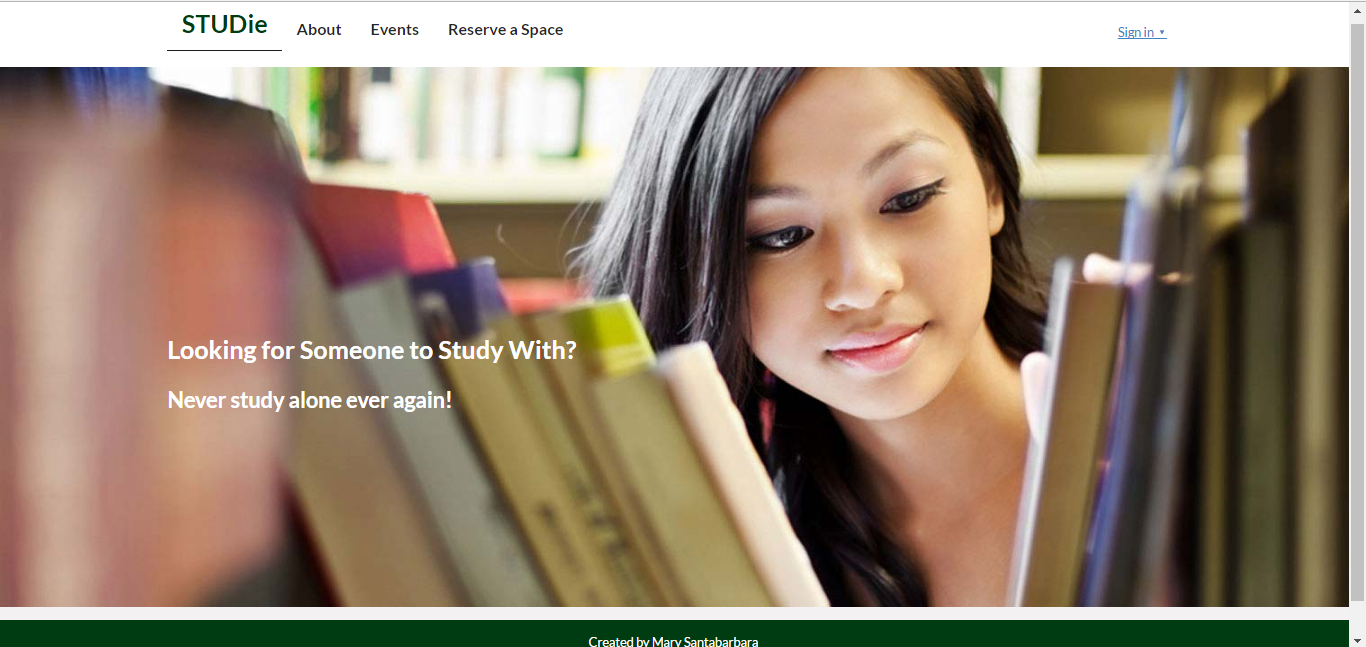 STUDie
About
Events
Reserve a Space
Sign in ▼
Looking for Someone to Study With?
Never study alone ever again!
Created by Mary Santabarbara